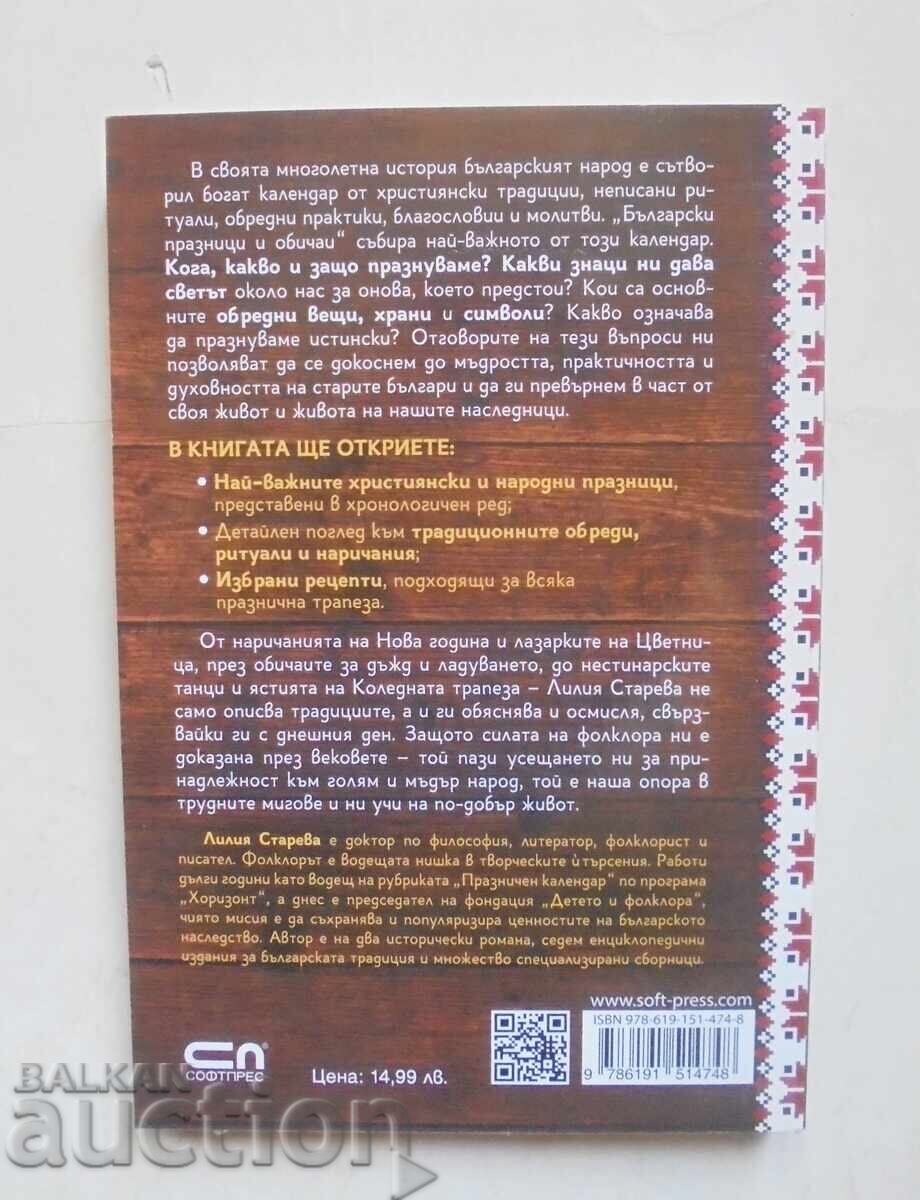 В своята многолетна история българският народ е сътво-
рил богат календар от християнски традиции, неписани ри-
туали, обредни практики, благословии и молитви. „Български
празници и обичаи“ събира най-важното от този календар.
Кога, какво и защо празнуваме? Какви знаци ни дава
светът около нас за онова, което предстои? Кои са основ-
ните обредни вещи, храни и символи? Какво означава
да празнуваме истински? Отговорите на тези въпроси ни
позволяват да се докоснем до мъдростта, практичността и
духовността на старите българи и да ги превърнем в част от
своя живот и живота на нашите наследници.
В КНИГАТА ЩЕ ОТКРИЕТЕ:
• Най-важните християнски и народни празници,
представени в хронологичен ред;
• Детайлен поглед към традиционните обреди,
ритуали и наричания;
• Избрани рецепти, подходящи за всяка
празнична трапеза.
От наричанията на Нова година и лазарките на Цветни-
ца, през обичаите за дъжд и ладуването, до нестинарските
танци и ястията на Коледната трапеза – Лилия Старева не
само описва традициите, а и ги обяснява и осмисля, свърз-
вайки ги с днешния ден. Защото силата на фолклора ни е
доказана през вековете – той пази усещането ни за при-
надлежност към голям и мъдър народ, той е наша опора в
трудните мигове и ни учи на по-добър живот.
Лилия Старева е доктор по философия, литератор, фолклорист и
писател. Фолклорът е водещата нишка в творческите ѝ търсения. Работи
дълги години като водещ на рубриката „Празничен календар“ по програма
„Хоризонт“, а днес е председател на фондация „Детето и фолклора“,
чиято мисия е да съхранява и популяризира ценностите на българското
наследство. Автор е на два исторически романа, седем енциклопедични
издания за българската традиция и множество специализирани сборници.
www.soft-press.com
ISBN 978-619-151-474-8
СОФТПРЕС
Цена: 14,99 лв.
9 786191 514748
BALKAN
auction